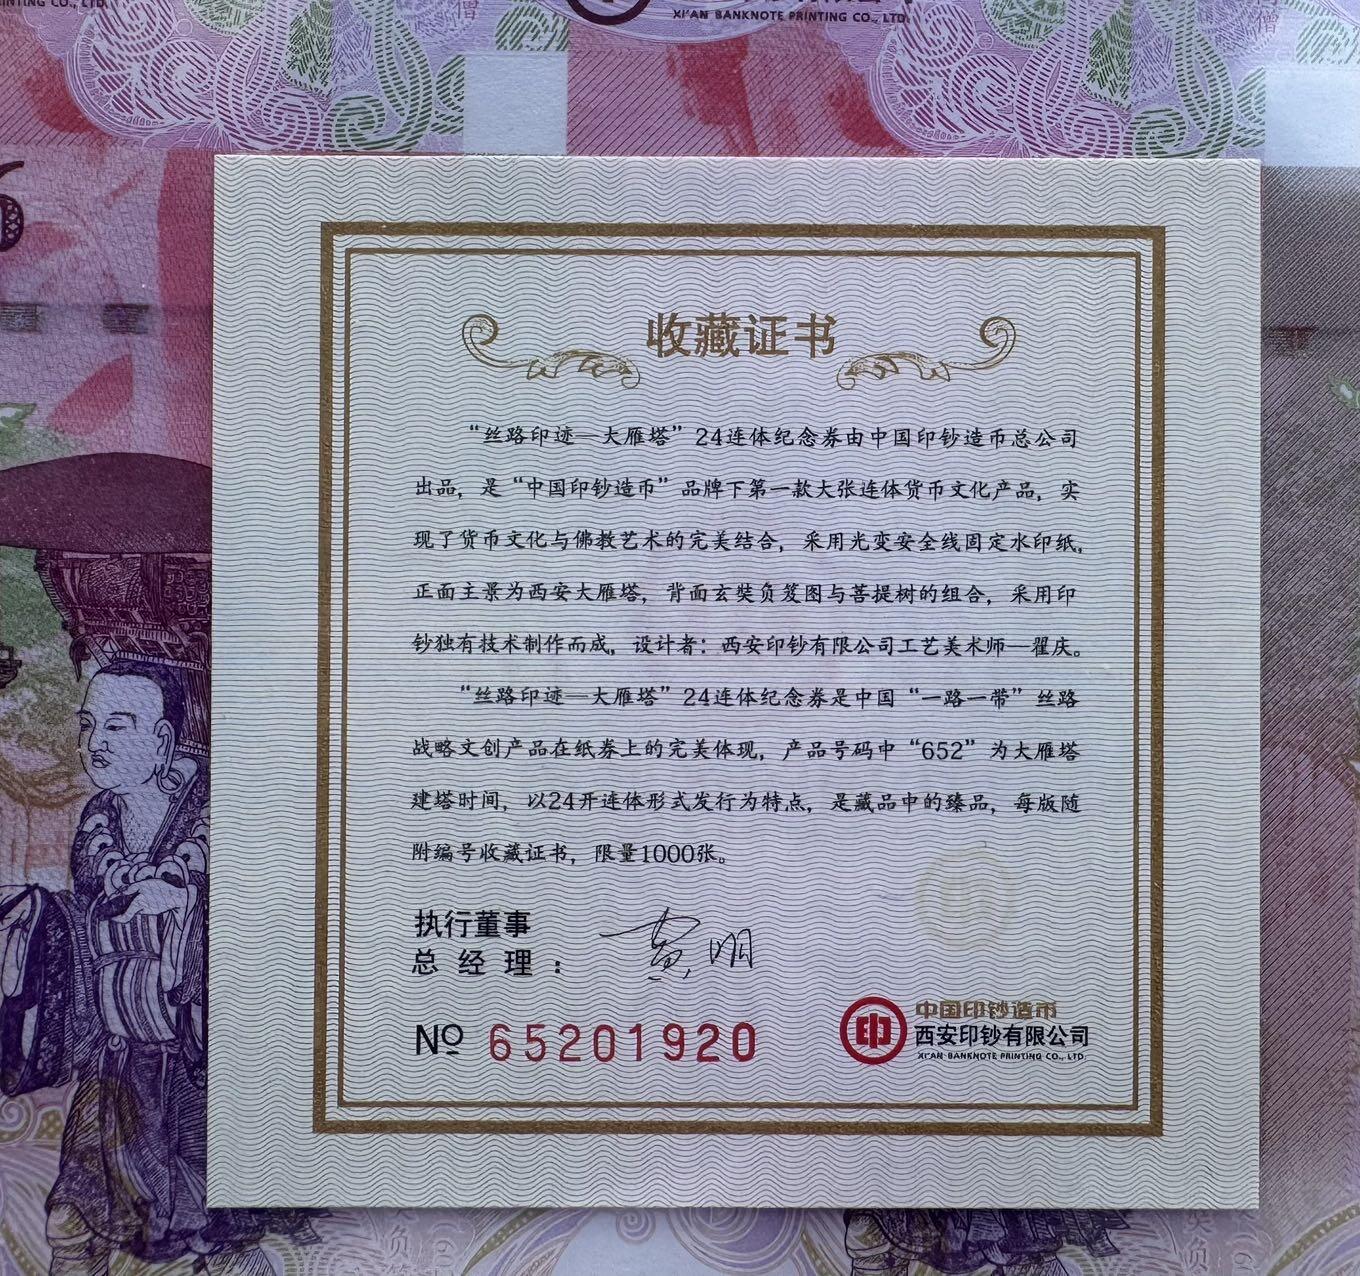 XI'AN BANKNOTE PRINTING CO., LTD.
收藏证书
“丝路印迹—大雁塔”24连体纪念券由中国印钞造币总公司
出品，是“中国印钞造币”品牌下第一款大张连体货币文化产品，实
现了货币文化与佛教艺术的完美结合，采用光变安全线固定水印纸，
正面主景为西安大雁塔，背面玄奘负笈图与菩提树的组合，采用印
钞独有技术制作而成，设计者：西安印钞有限公司工艺美术师—翟庆。
“丝路印迹—大雁塔”24连体纪念券是中国“一路一带”丝路
战略文创产品在纸券上的完美体现，产品号码中“652”为大雁塔
建塔时间，以24开连体形式发行为特点，是藏品中的臻品，每版随
附编号收藏证书，限量1000张。
执行董事
总经理：
黄明
№ 65201920
中国印钞造币
西安印钞有限公司
XI'AN BANKNOTE PRINTING CO., LTD.